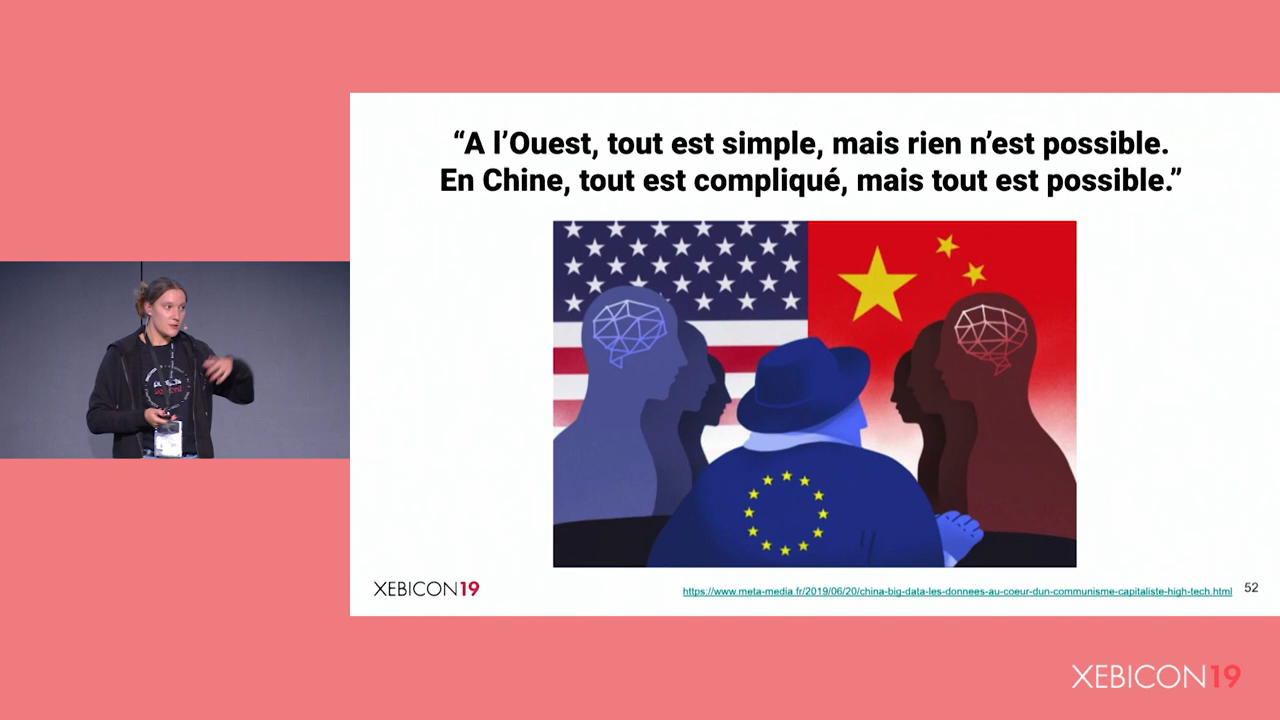 “A l’Ouest, tout est simple, mais rien n’est possible.
En Chine, tout est compliqué, mais tout est possible.”
XEBICON19
https://www.meta-media.fr/2019/06/20/china-big-data-les-donnees-au-coeur-dun-communisme-capitaliste-high-tech.html
52
XEBICON19